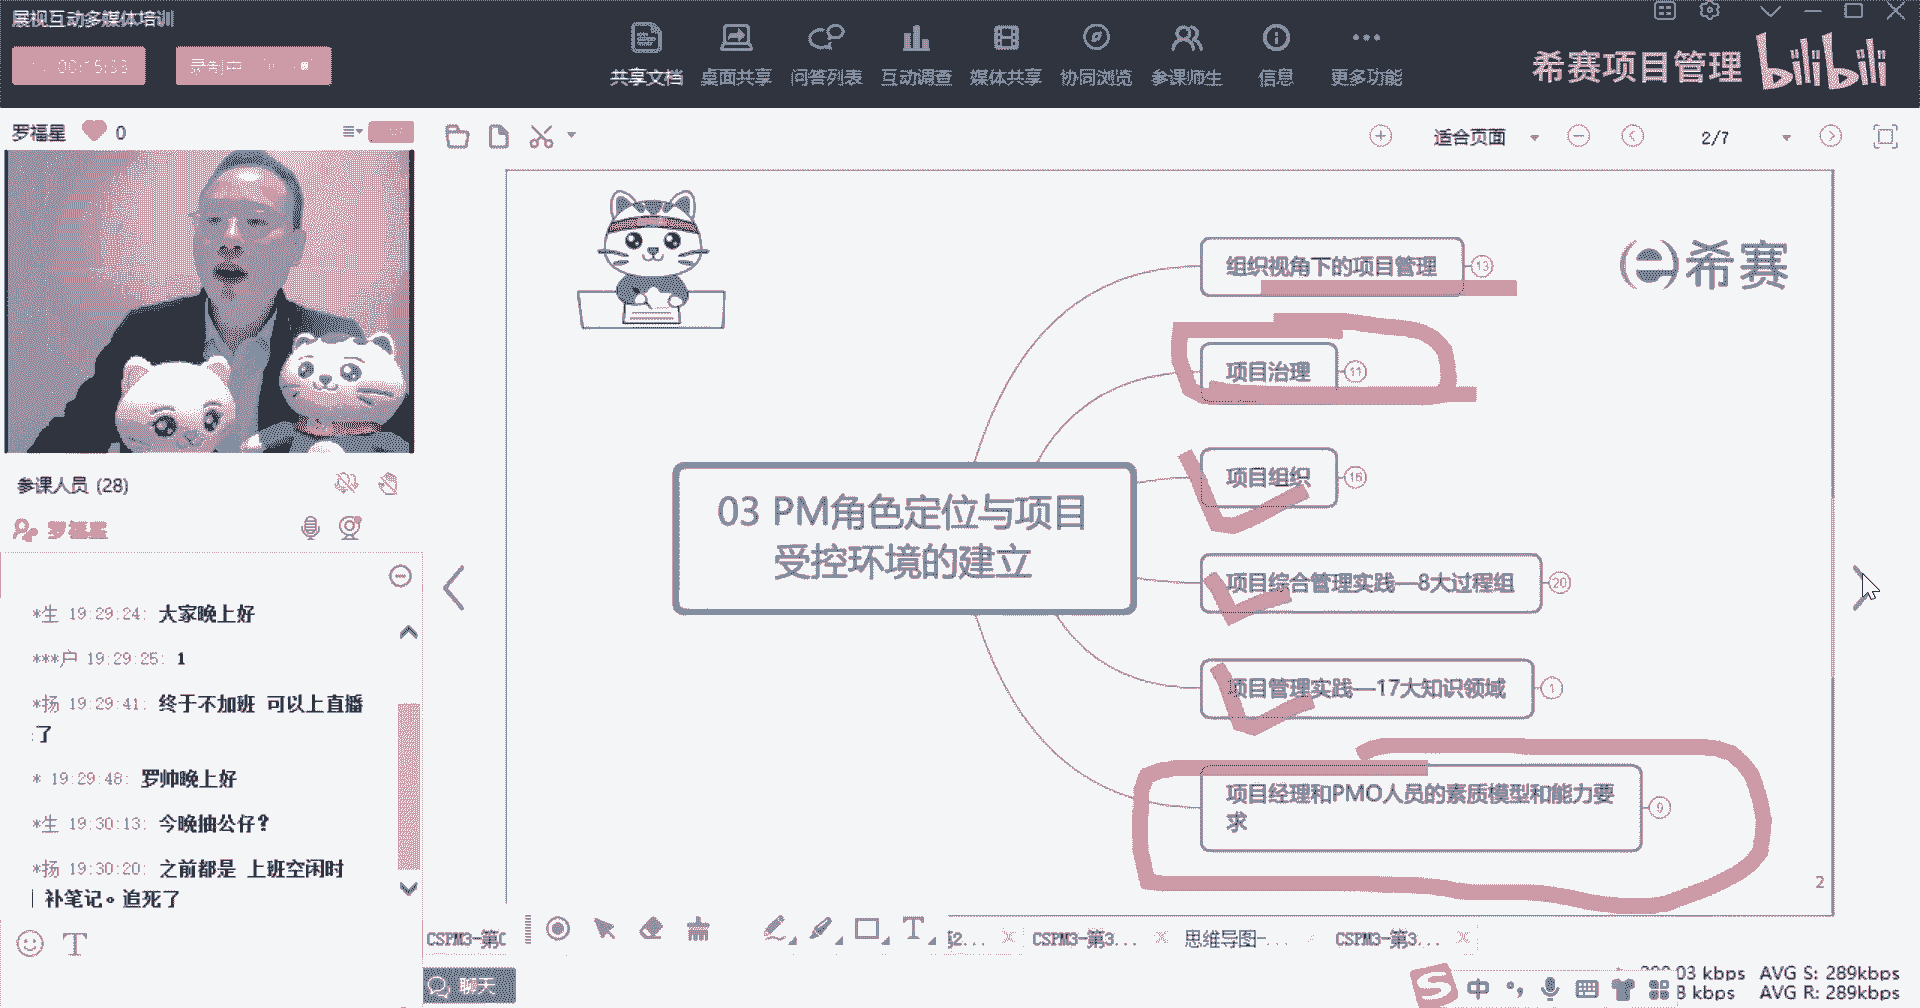 展视互动多媒体培训
00:15:33
录制中
共享文档 桌面共享 问答列表 互动调查 媒体共享 协同浏览 参课师生 信息 更多功能
希赛项目管理 bilibili
罗福星 0
适合页面 2/7
希赛
组织视角下的项目管理 13
项目治理 11
项目组织 16
03 PM角色定位与项目
受控环境的建立
项目综合管理实践—8大过程组 20
项目管理实践—17大知识领域 1
项目经理和PMO人员的素质模型和能力要
求 9
2
参课人员 (28)
罗福星
*生 19:29:24: 大家晚上好
***户 19:29:25: 1
*扬 19:29:41: 终于不加班 可以上直播
了
* 19:29:48: 罗帅晚上好
*生 19:30:13: 今晚抽公仔?
*扬 19:30:20: 之前都是 上班空闲时
补笔记。追死了
CSPM3-第 2... CSPM3-第3... 思维导图-... CSPM3-第3...
聊天
中
03 kbps AVG S: 289kbps
8 kbps AVG R: 289kbps